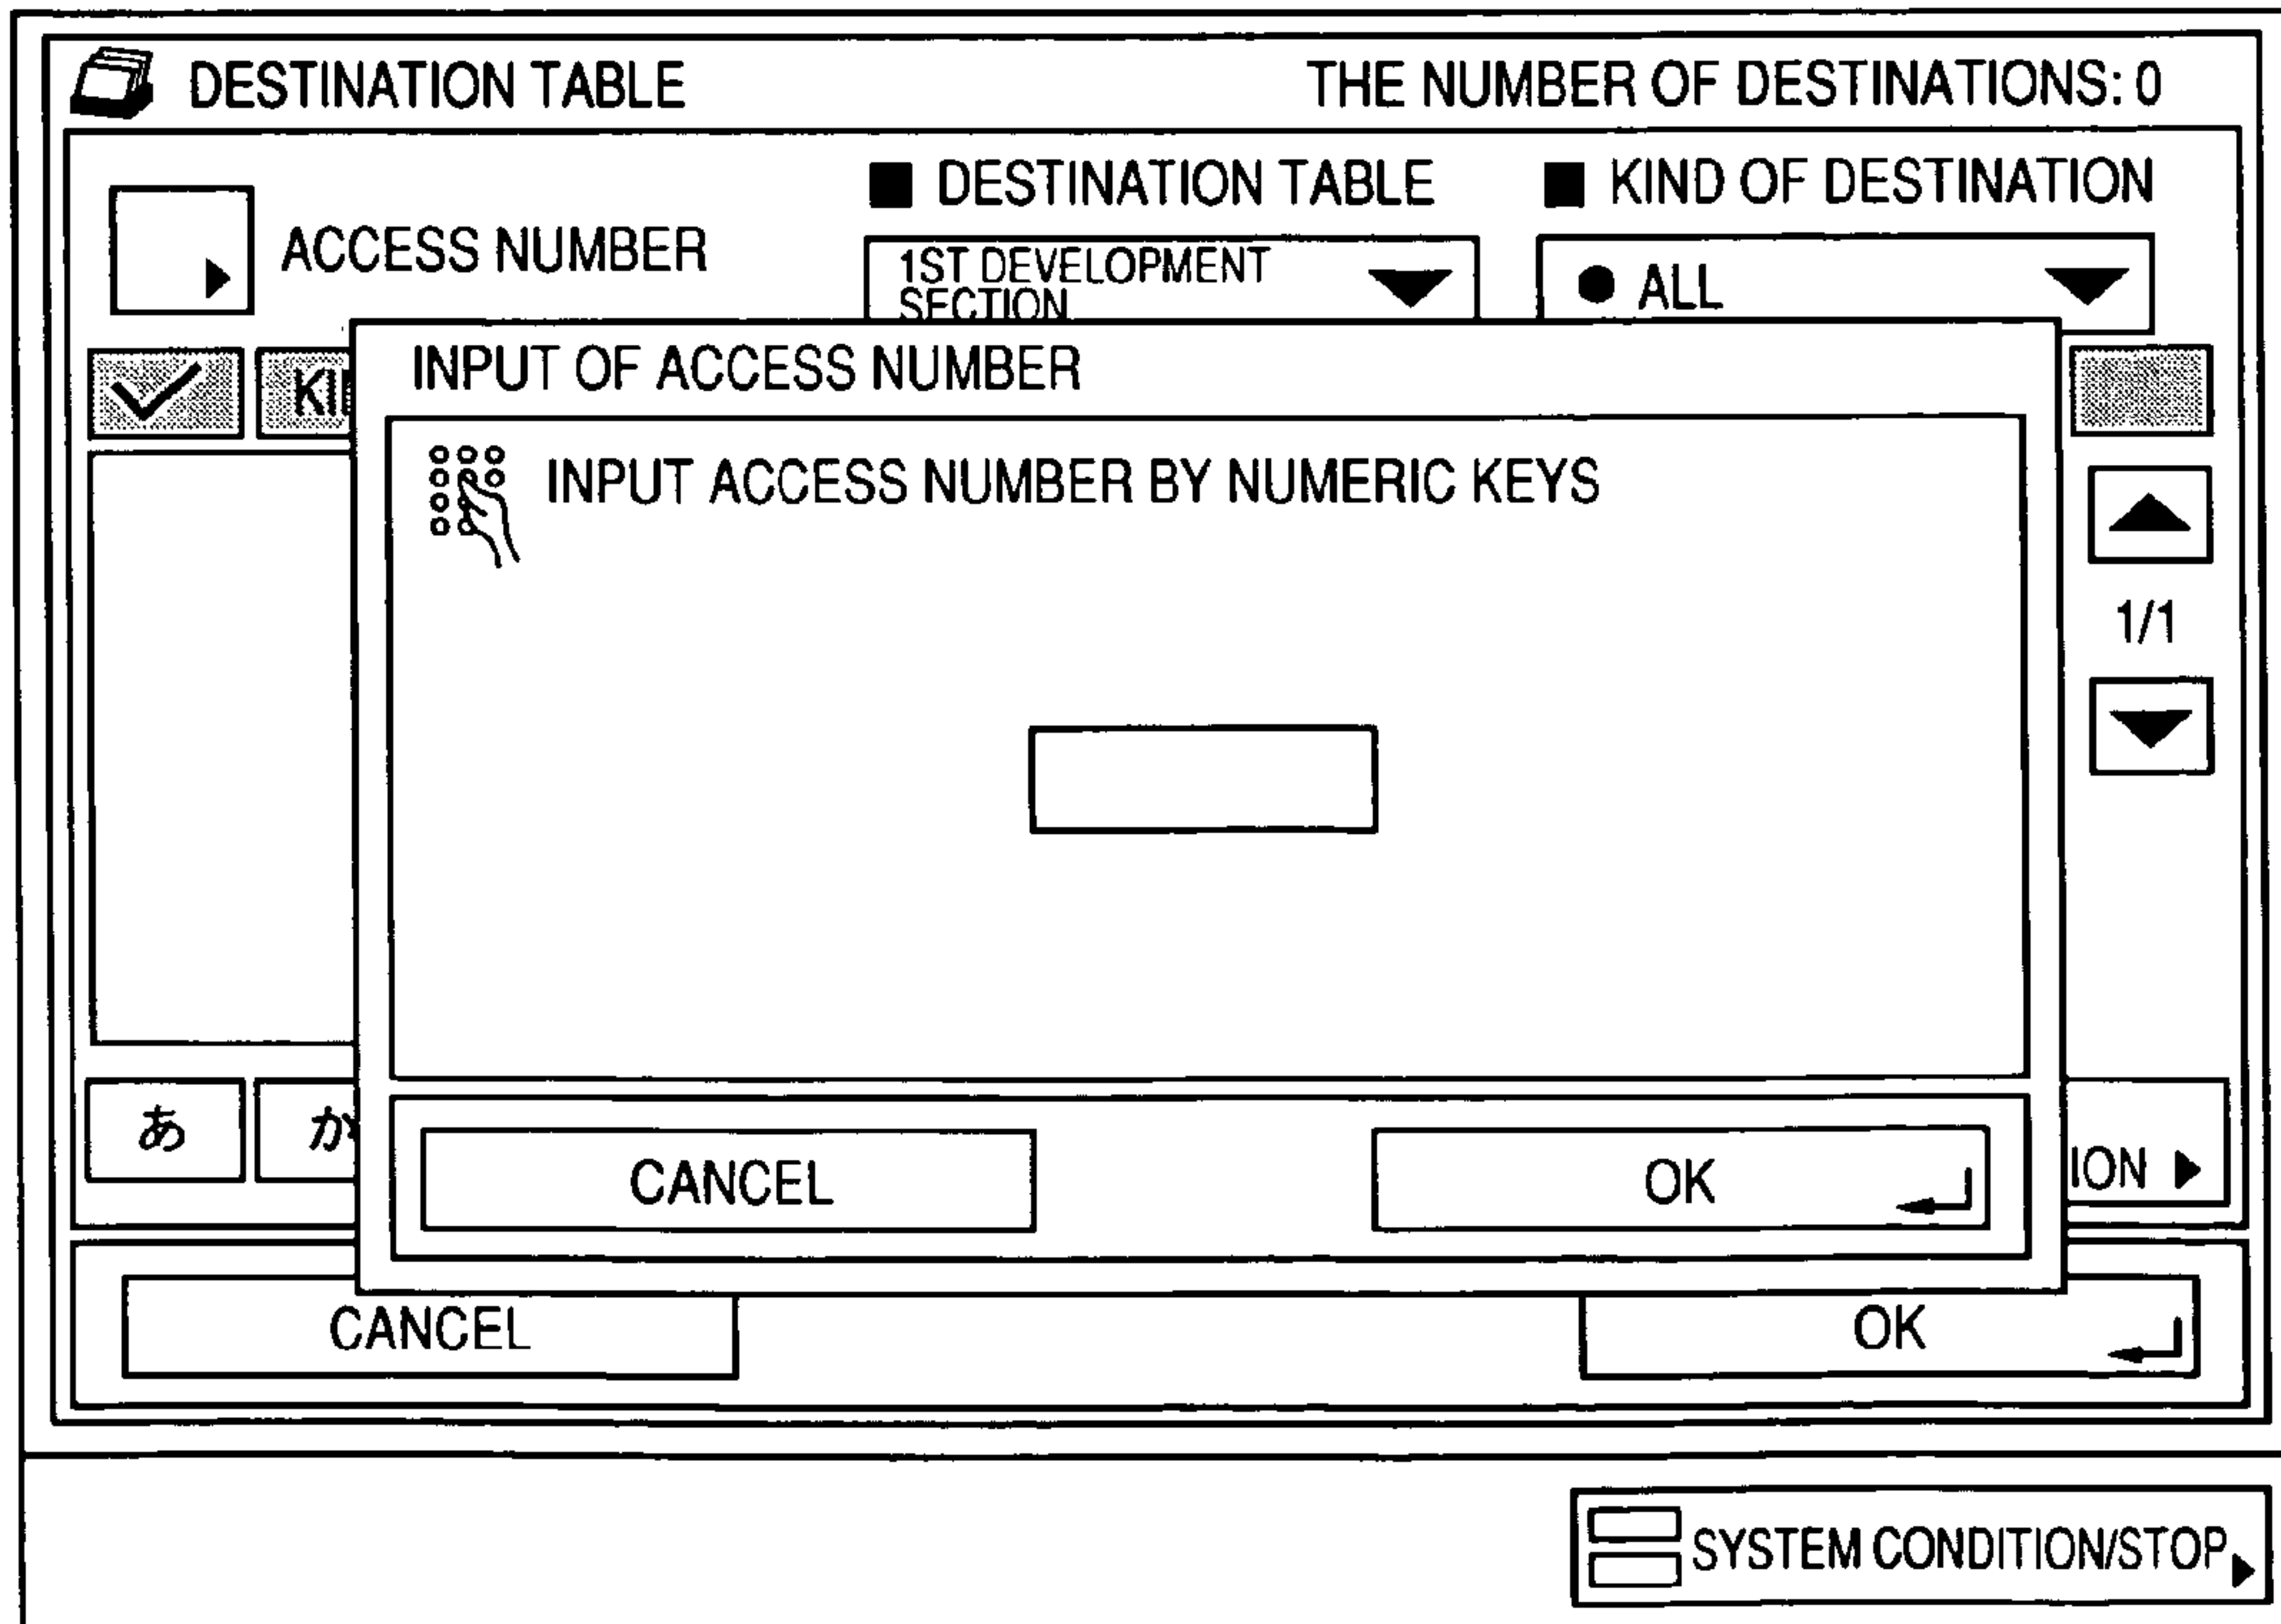 DESTINATION TABLE
THE NUMBER OF DESTINATIONS: 0
■ DESTINATION TABLE
■ KIND OF DESTINATION
ACCESS NUMBER
1ST DEVELOPMENT
SECTION
● ALL
INPUT OF ACCESS NUMBER
INPUT ACCESS NUMBER BY NUMERIC KEYS
1/1
あ
か
CANCEL
OK
ION
CANCEL
OK
SYSTEM CONDITION/STOP